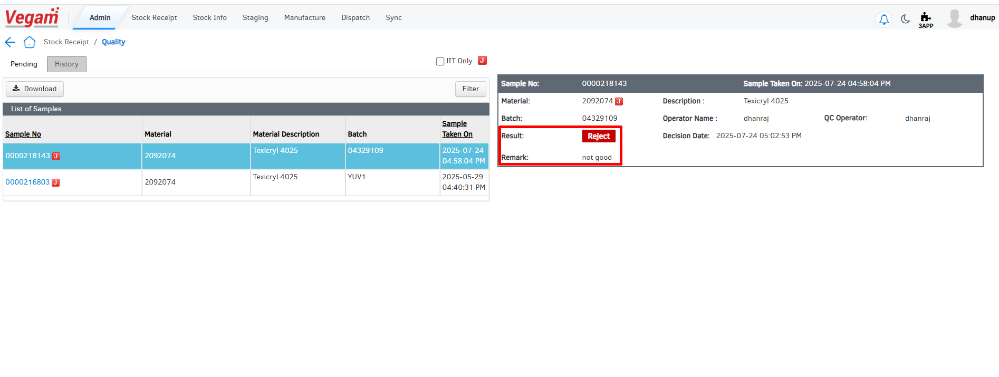 Vegam
Admin
Stock Receipt
Stock Info
Staging
Manufacture
Dispatch
Sync
3APP
dhanup
Stock Receipt / Quality
Pending
History
JIT Only J
Download
Filter
List of Samples
Sample No
Material
Material Description
Batch
Sample
Taken On
0000218143 J
2092074
Texicryl 4025
04329109
2025-07-24
04:58:04 PM
0000216803 J
2092074
Texicryl 4025
YUV1
2025-05-29
04:40:31 PM
Sample No: 0000218143 Sample Taken On: 2025-07-24 04:58:04 PM
Material: 2092074 J Description : Texicryl 4025
Batch: 04329109 Operator Name : dhanraj QC Operator: dhanraj
Result: Reject Decision Date: 2025-07-24 05:02:53 PM
Remark: not good